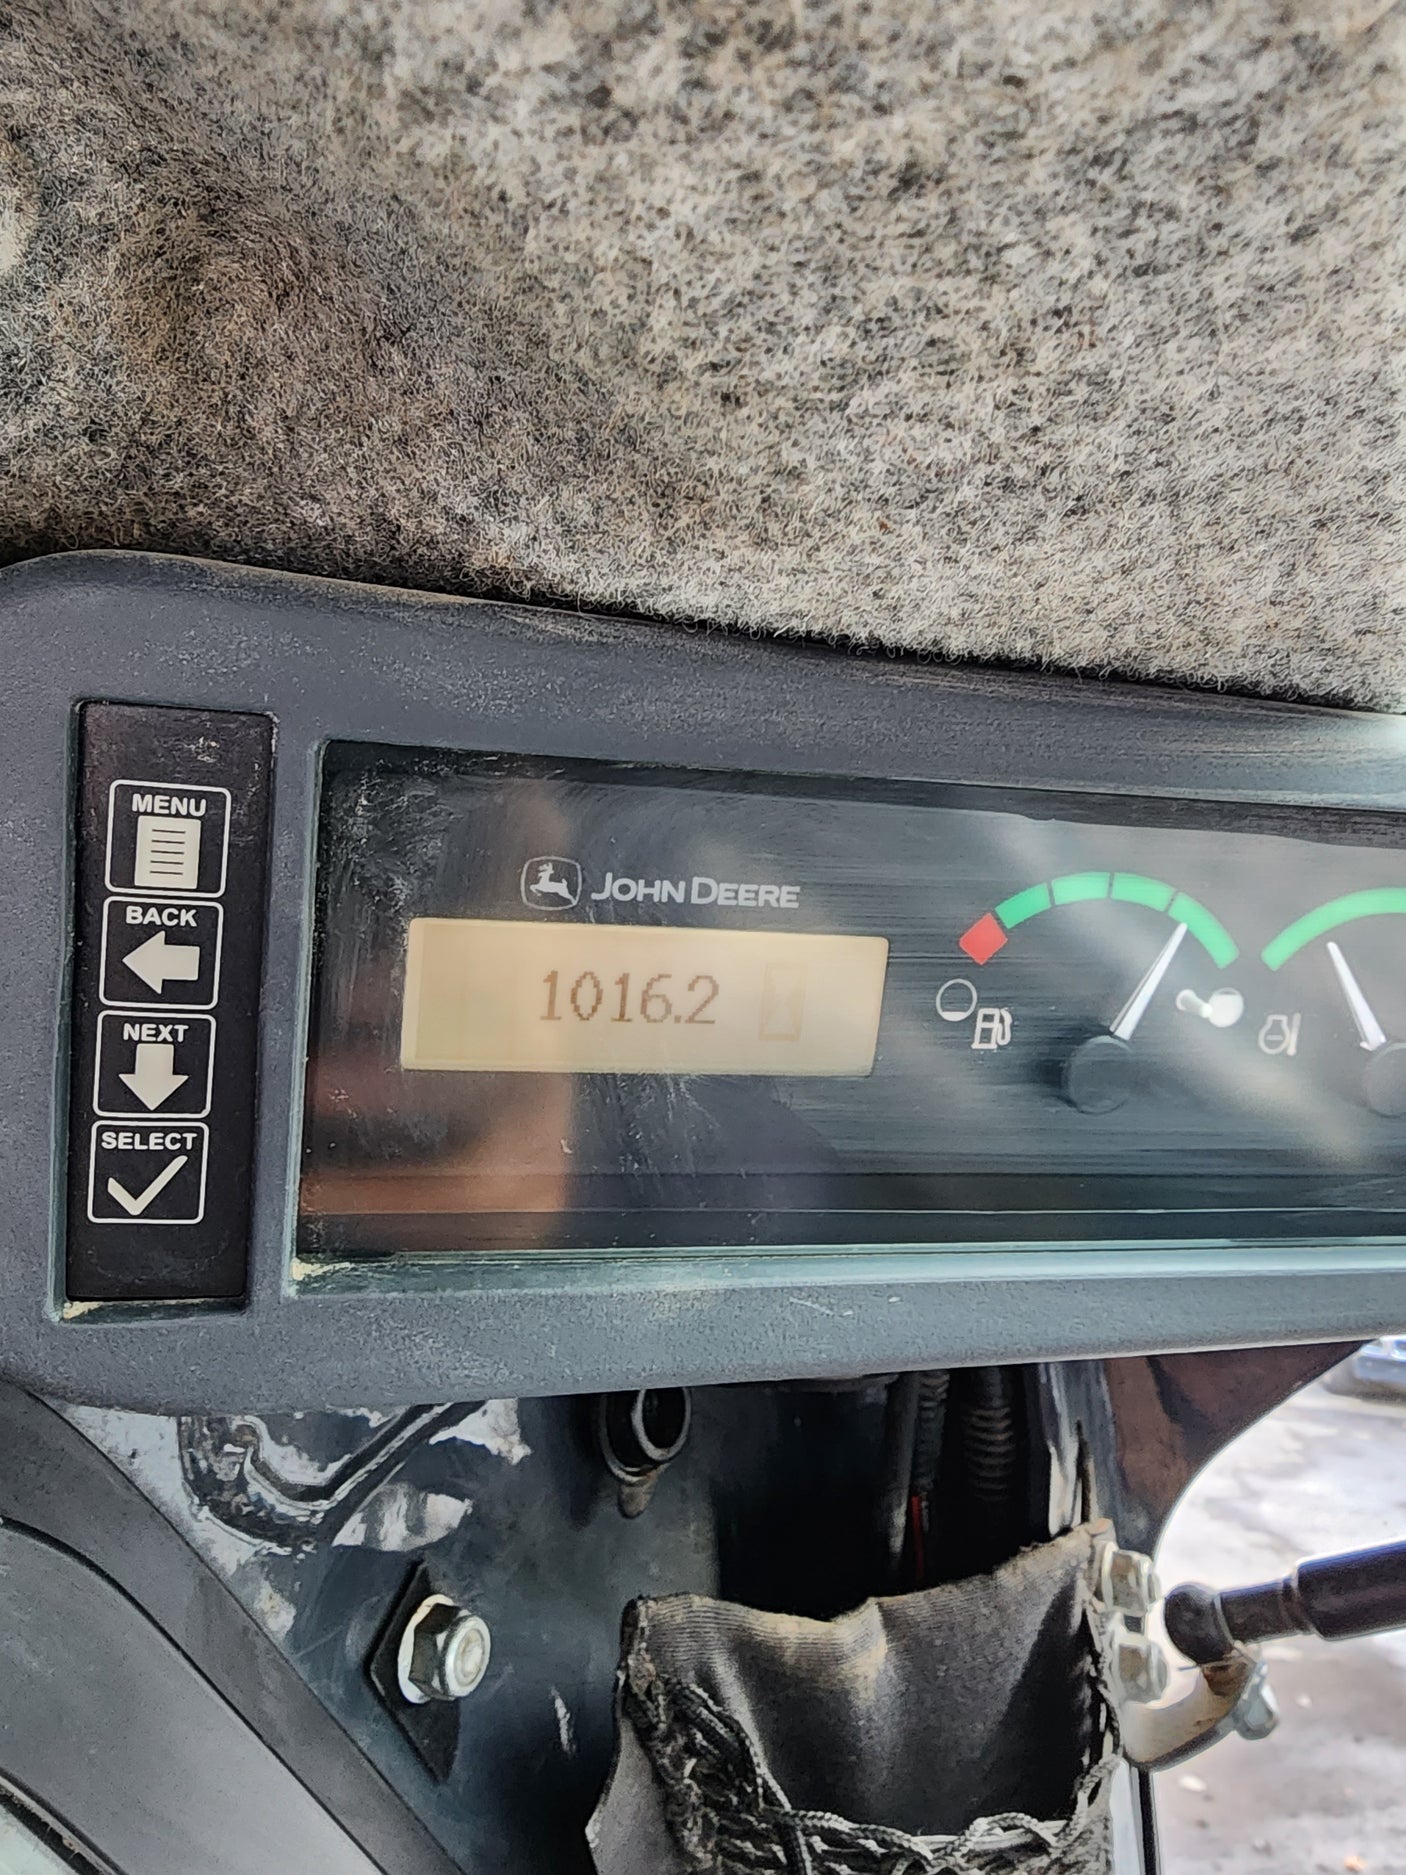 MENU
BACK
NEXT
SELECT
JOHN DEERE
1016.2